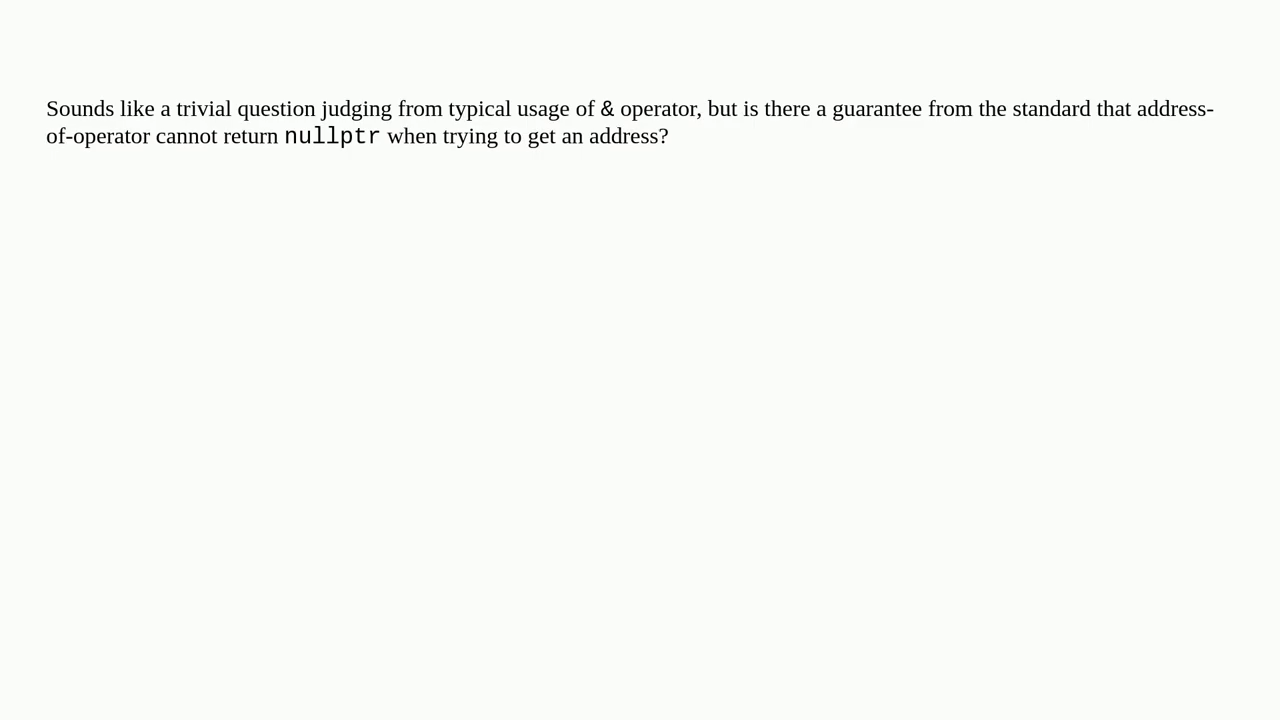 Sounds like a trivial question judging from typical usage of & operator, but is there a guarantee from the standard that address-
of-operator cannot return nullptr when trying to get an address?